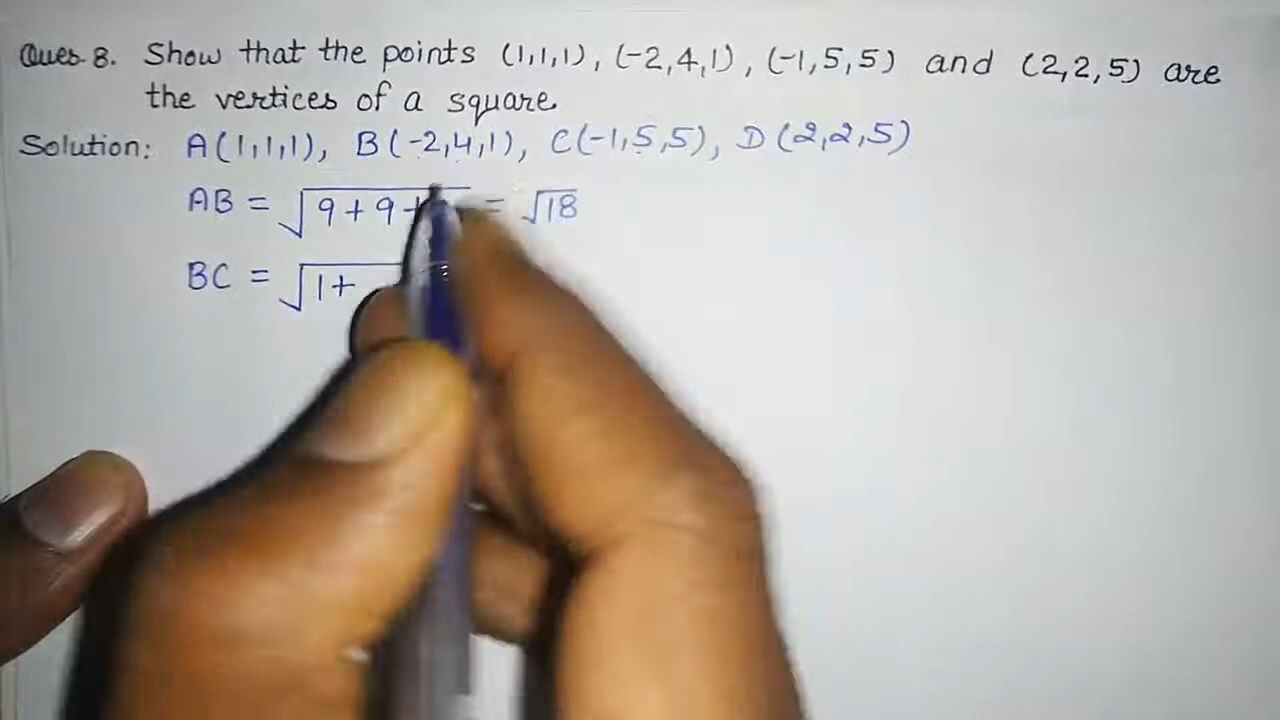 Ques. 8. Show that the points (1,1,1), (-2,4,1), (-1,5,5) and (2,2,5) are
the vertices of a square.
Solution: A(1,1,1), B(-2,4,1), C(-1,5,5), D(2,2,5)
AB = √9+9+ = √18
BC = √1+